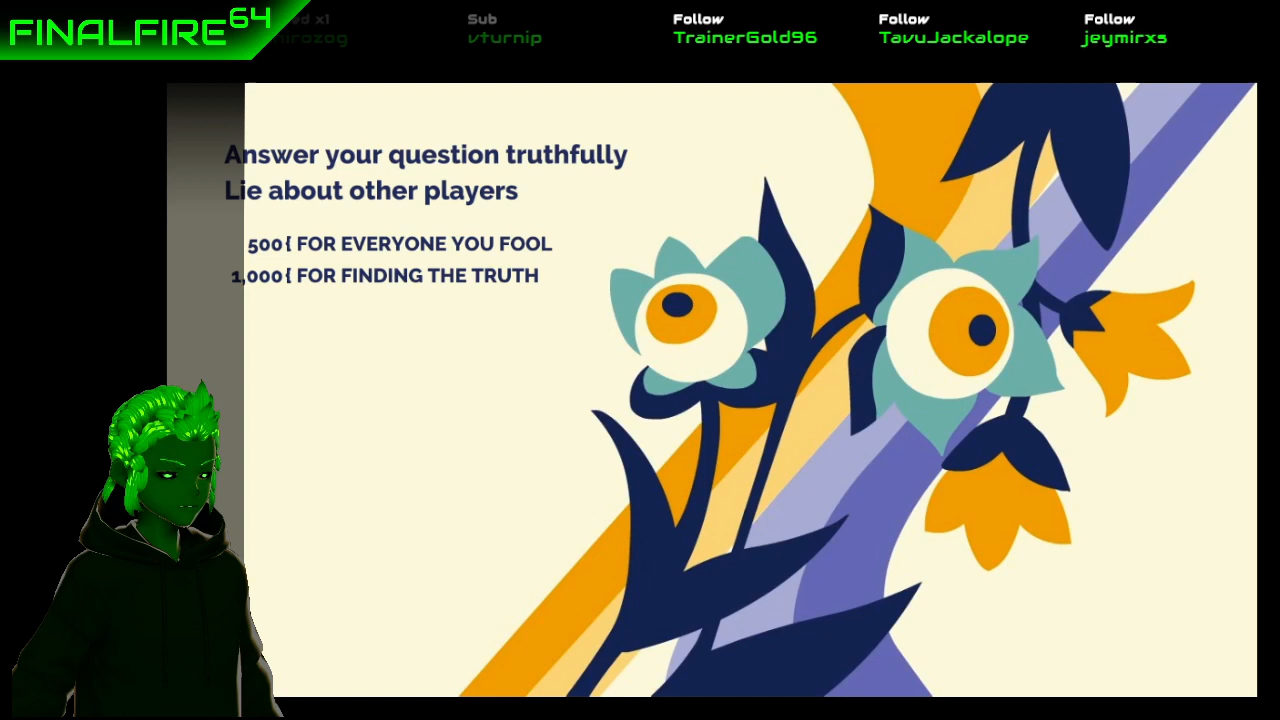 FINALFIRE64
x1
Sub
vturnip
Follow
TrainerGold96
Follow
TavuJackalope
Follow
jeymirxs
Answer your question truthfully
Lie about other players
500{ FOR EVERYONE YOU FOOL
1,000{ FOR FINDING THE TRUTH